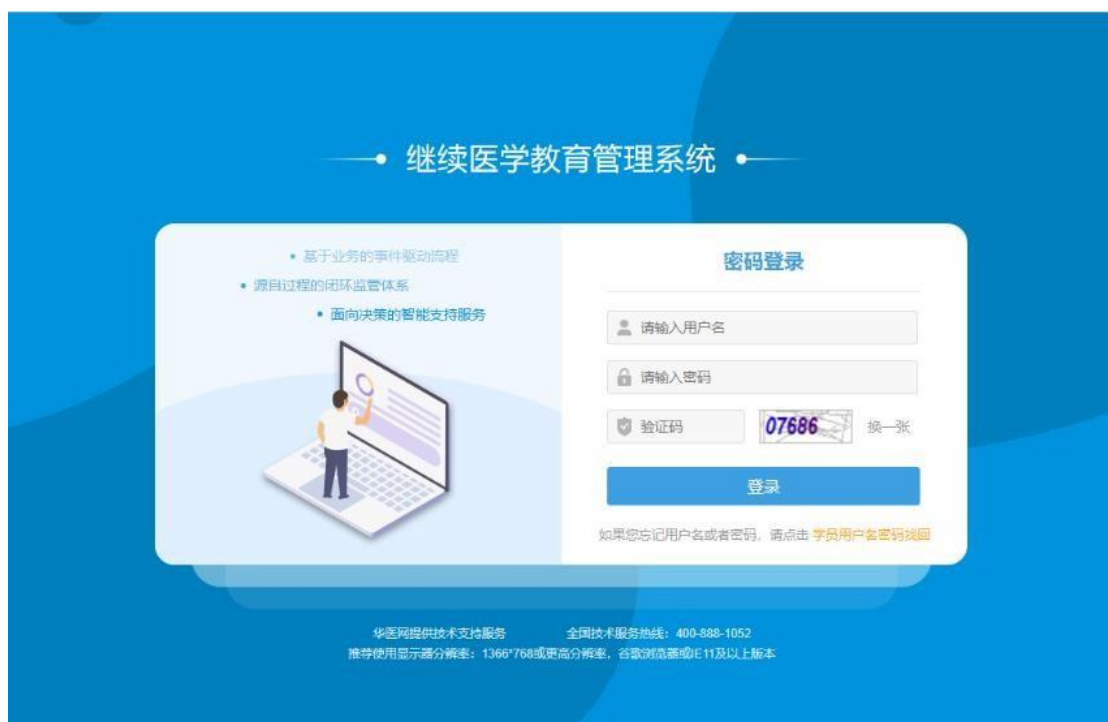 继续医学教育管理系统
基于业务的事件驱动流程
源自过程的闭环监管体系
面向决策的智能支持服务
密码登录
请输入用户名
请输入密码
验证码 07686 换一张
登录
如果您忘记用户名或者密码，请点击 学员用户名密码找回
华医网提供技术支持服务 全国技术服务热线：400-888-1052
推荐使用显示器分辨率：1366*768或更高分辨率，谷歌浏览器或IE11及以上版本